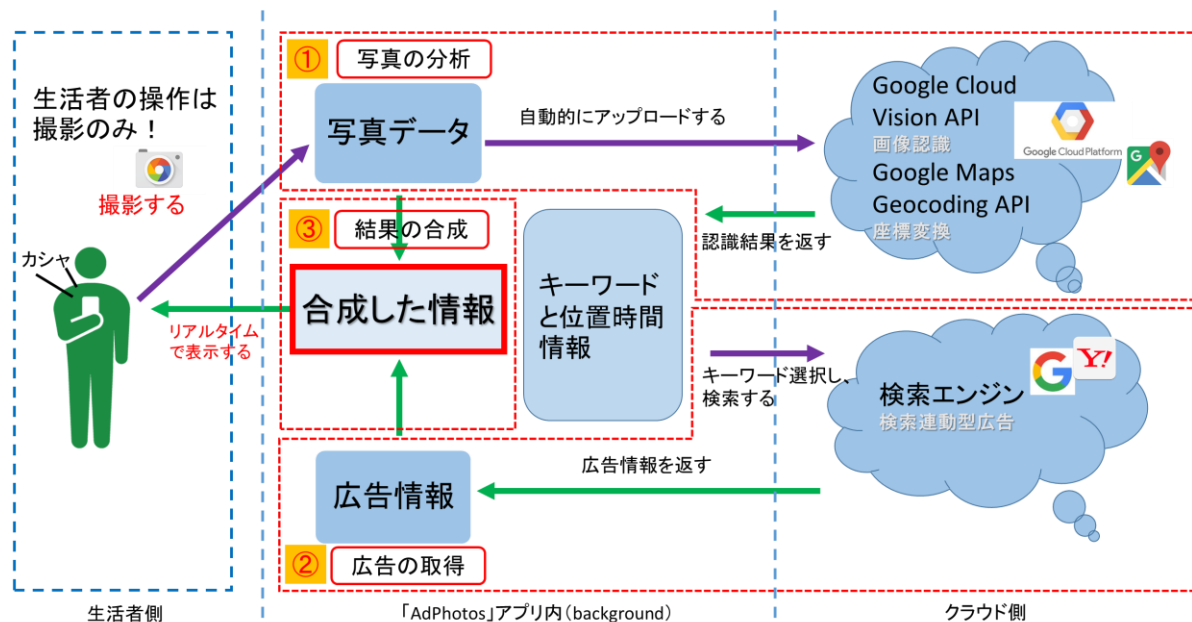 ① 写真の分析
生活者の操作は
撮影のみ!
撮影する
カシャ
写真データ
自動的にアップロードする
Google Cloud
Vision API
画像認識
Google Cloud Platform
Google Maps
Geocoding API
座標変換
G
認識結果を返す
③ 結果の合成
合成した情報
リアルタイム
で表示する
キーワード
と位置時間
情報
キーワード選択し、
検索する
検索エンジン
検索連動型広告
G
Y!
広告情報を返す
広告情報
② 広告の取得
生活者側
「AdPhotos」アプリ内(background)
クラウド側